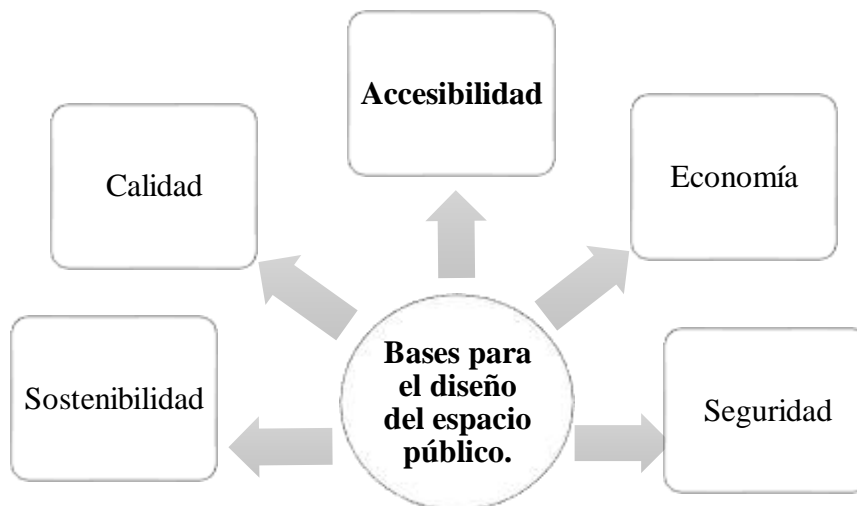 Accesibilidad
Calidad
Economía
Sostenibilidad
Bases para
el diseño
del espacio
público.
Seguridad